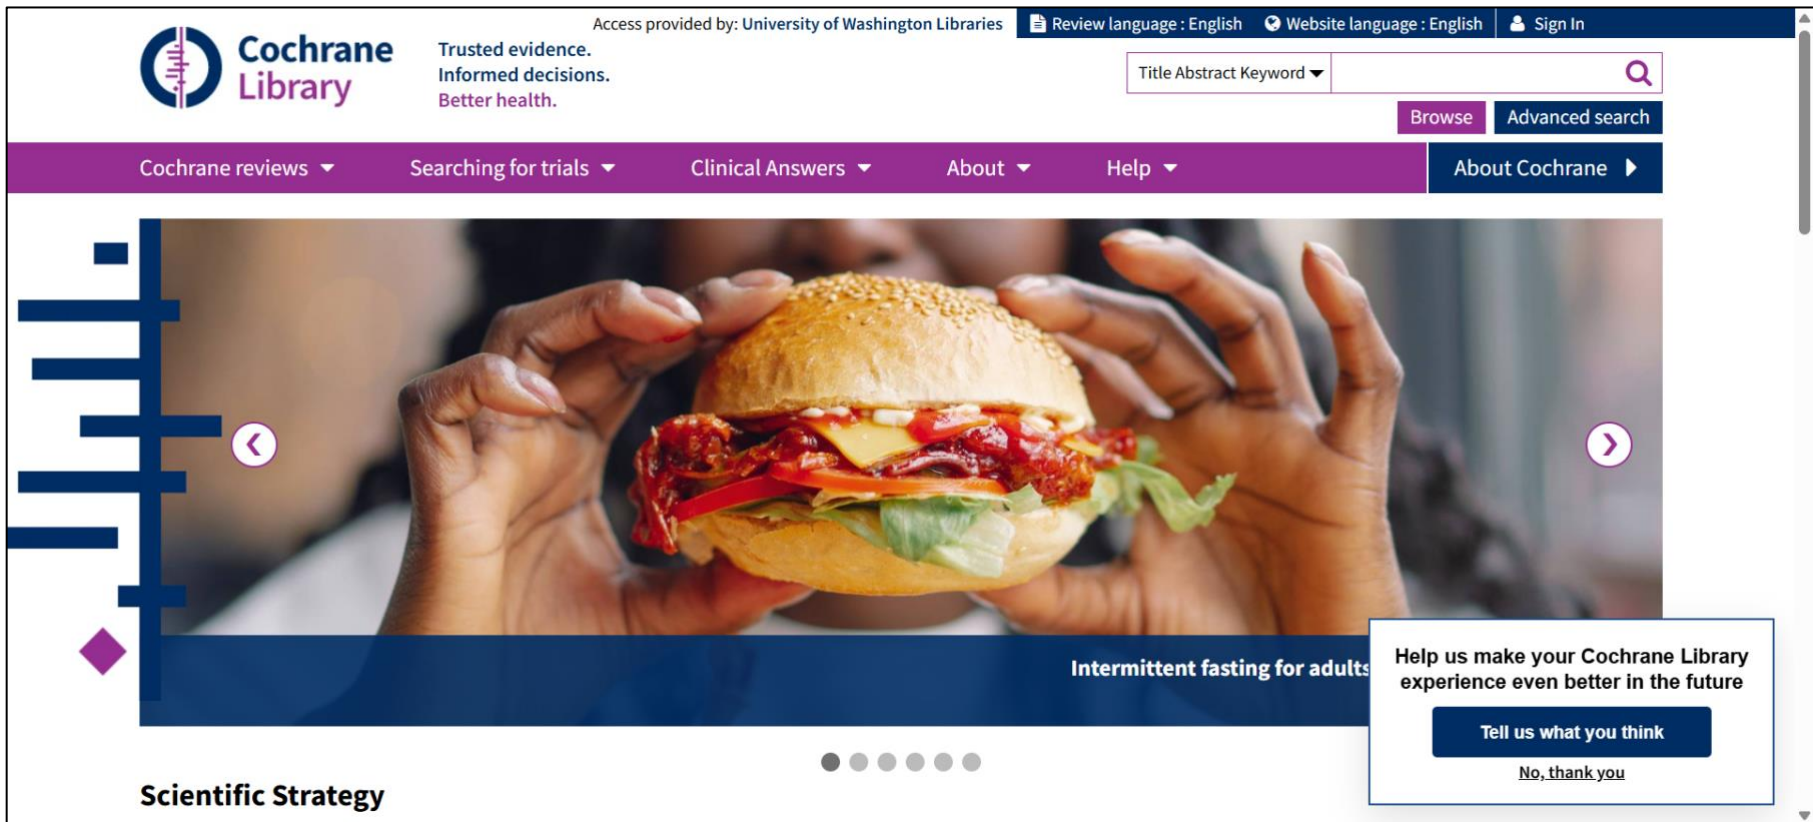 Access provided by: University of Washington Libraries
Review language : English
Website language : English
Sign In
Cochrane
Library
Trusted evidence.
Informed decisions.
Better health.
Title Abstract Keyword
Browse
Advanced search
Cochrane reviews
Searching for trials
Clinical Answers
About
Help
About Cochrane
Intermittent fasting for adults
Help us make your Cochrane Library
experience even better in the future
Tell us what you think
No, thank you
Scientific Strategy